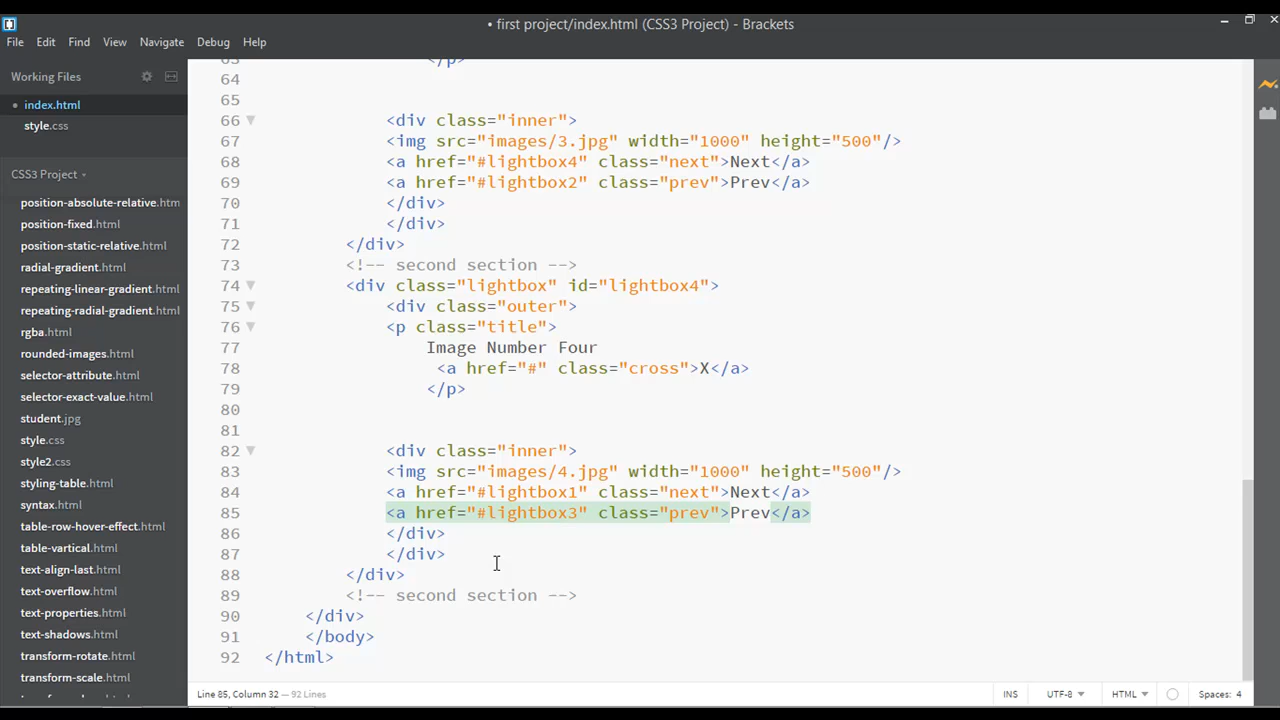 • first project/index.html (CSS3 Project) - Brackets
File Edit Find View Navigate Debug Help
Working Files
• index.html
style.css
CSS3 Project
position-absolute-relative.htm
position-fixed.html
position-static-relative.html
radial-gradient.html
repeating-linear-gradient.html
repeating-radial-gradient.html
rgba.html
rounded-images.html
selector-attribute.html
selector-exact-value.html
student.jpg
style.css
style2.css
styling-table.html
syntax.html
table-row-hover-effect.html
table-vartical.html
text-align-last.html
text-overflow.html
text-properties.html
text-shadows.html
transform-rotate.html
transform-scale.html
63 </p>
64
65
66 <div class="inner">
67 <img src="images/3.jpg" width="1000" height="500"/>
68 <a href="#lightbox4" class="next">Next</a>
69 <a href="#lightbox2" class="prev">Prev</a>
70 </div>
71 </div>
72 </div>
73 <!-- second section -->
74 <div class="lightbox" id="lightbox4">
75 <div class="outer">
76 <p class="title">
77 Image Number Four
78 <a href="#" class="cross">X</a>
79 </p>
80
81
82 <div class="inner">
83 <img src="images/4.jpg" width="1000" height="500"/>
84 <a href="#lightbox1" class="next">Next</a>
85 <a href="#lightbox3" class="prev">Prev</a>
86 </div>
87 </div>
88 </div>
89 <!-- second section -->
90 </div>
91 </body>
92 </html>
Line 85, Column 32 — 92 Lines
INS UTF-8 HTML Spaces: 4